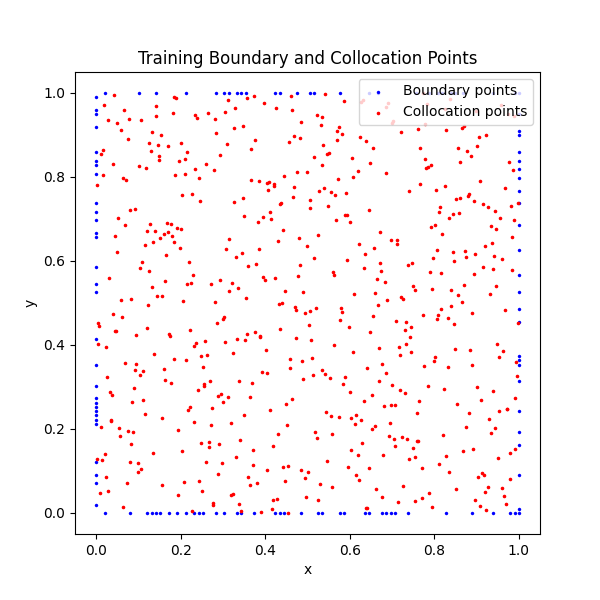 Training Boundary and Collocation Points
Boundary points
Collocation points
1.0
0.8
0.6
0.4
0.2
0.0
y
0.0 0.2 0.4 0.6 0.8 1.0
x